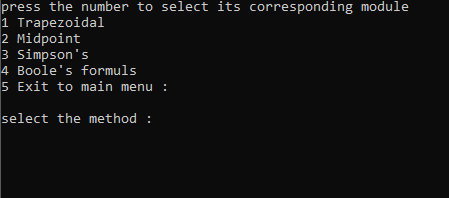 press the number to select its corresponding module
1 Trapezoidal
2 Midpoint
3 Simpson's
4 Boole's formuls
5 Exit to main menu :
select the method :